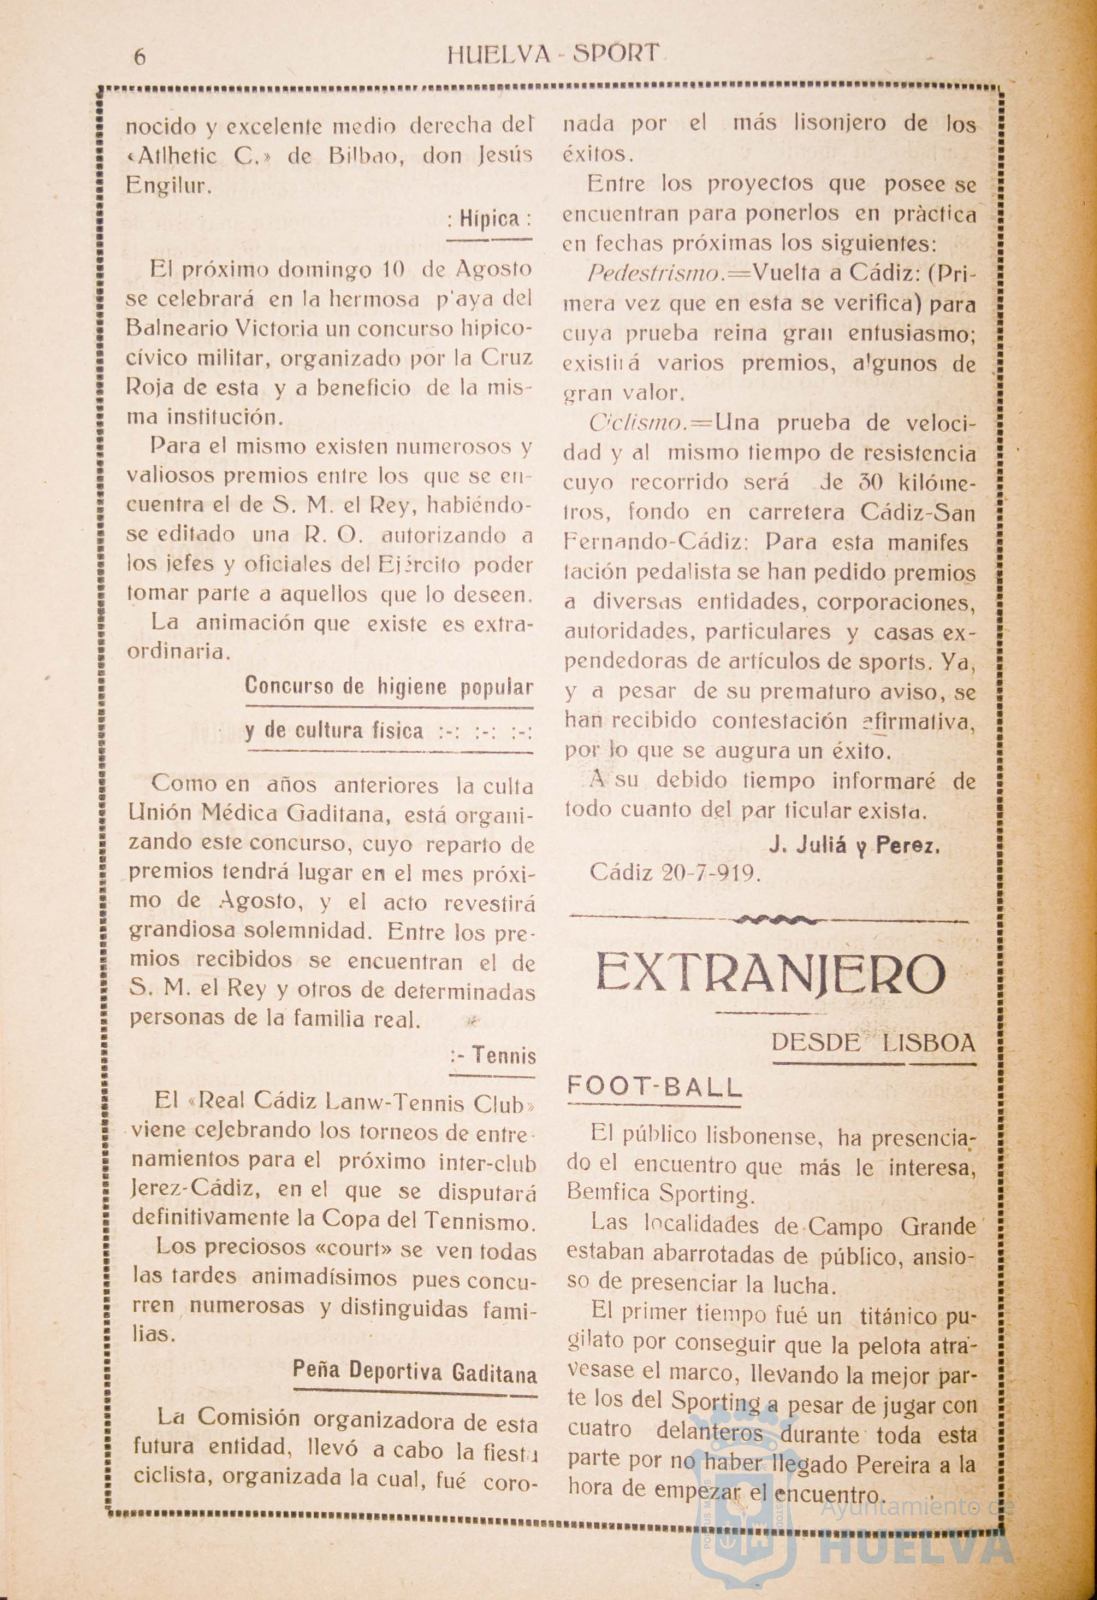 6
HUELVA - SPORT
nocido y excelente medio derecha del
«Atlhetic C.» de Bilbao, don Jesús
Engilur.
: Hípica :
El próximo domingo 10 de Agosto
se celebrará en la hermosa p'aya del
Balneario Victoria un concurso hipico-
cívico militar, organizado por la Cruz
Roja de esta y a beneficio de la mis-
ma institución.
Para el mismo existen numerosos y
valiosos premios entre los que se en-
cuentra el de S. M. el Rey, habiéndo-
se editado una R. O. autorizando a
los jefes y oficiales del Ejército poder
tomar parte a aquellos que lo deseen.
La animación que existe es extra-
ordinaria.
Concurso de higiene popular
y de cultura física :-: :-: :-:
Como en años anteriores la culta
Unión Médica Gaditana, está organi-
zando este concurso, cuyo reparto de
premios tendrá lugar en el mes próxi-
mo de Agosto, y el acto revestirá
grandiosa solemnidad. Entre los pre-
mios recibidos se encuentran el de
S. M. el Rey y otros de determinadas
personas de la familia real.
:- Tennis
El «Real Cádiz Lanw-Tennis Club»
viene celebrando los torneos de entre-
namientos para el próximo inter-club
Jerez-Cádiz, en el que se disputará
definitivamente la Copa del Tennismo.
Los preciosos «court» se ven todas
las tardes animadísimos pues concu-
rren numerosas y distinguidas fami-
lias.
Peña Deportiva Gaditana
La Comisión organizadora de esta
futura entidad, llevó a cabo la fiesta
ciclista, organizada la cual, fué coro-
nada por el más lisonjero de los
éxitos.
Entre los proyectos que posee se
encuentran para ponerlos en pràctica
en fechas próximas los siguientes:
Pedestrismo.=Vuelta a Cádiz: (Pri-
mera vez que en esta se verifica) para
cuya prueba reina gran entusiasmo;
existirá varios premios, algunos de
gran valor.
Ciclismo.=Una prueba de veloci-
dad y al mismo tiempo de resistencia
cuyo recorrido será de 30 kilóme-
tros, fondo en carretera Cádiz-San
Fernando-Cádiz: Para esta manifes
tación pedalista se han pedido premios
a diversas entidades, corporaciones,
autoridades, particulares y casas ex-
pendedoras de artículos de sports. Ya,
y a pesar de su prematuro aviso, se
han recibido contestación afirmativa,
por lo que se augura un éxito.
A su debido tiempo informaré de
todo cuanto del par ticular exista.
J. Juliá y Perez.
Cádiz 20-7-919.
EXTRANJERO
DESDE LISBOA
FOOT-BALL
El público lisbonense, ha presencia-
do el encuentro que más le interesa,
Bemfica Sporting.
Las localidades de Campo Grande
estaban abarrotadas de público, ansio-
so de presenciar la lucha.
El primer tiempo fué un titánico pu-
gilato por conseguir que la pelota atra-
vesase el marco, llevando la mejor par-
te los del Sporting a pesar de jugar con
cuatro delanteros durante toda esta
parte por no haber llegado Pereira a la
hora de empezar el encuentro.
Ayuntamiento de
HUELVA